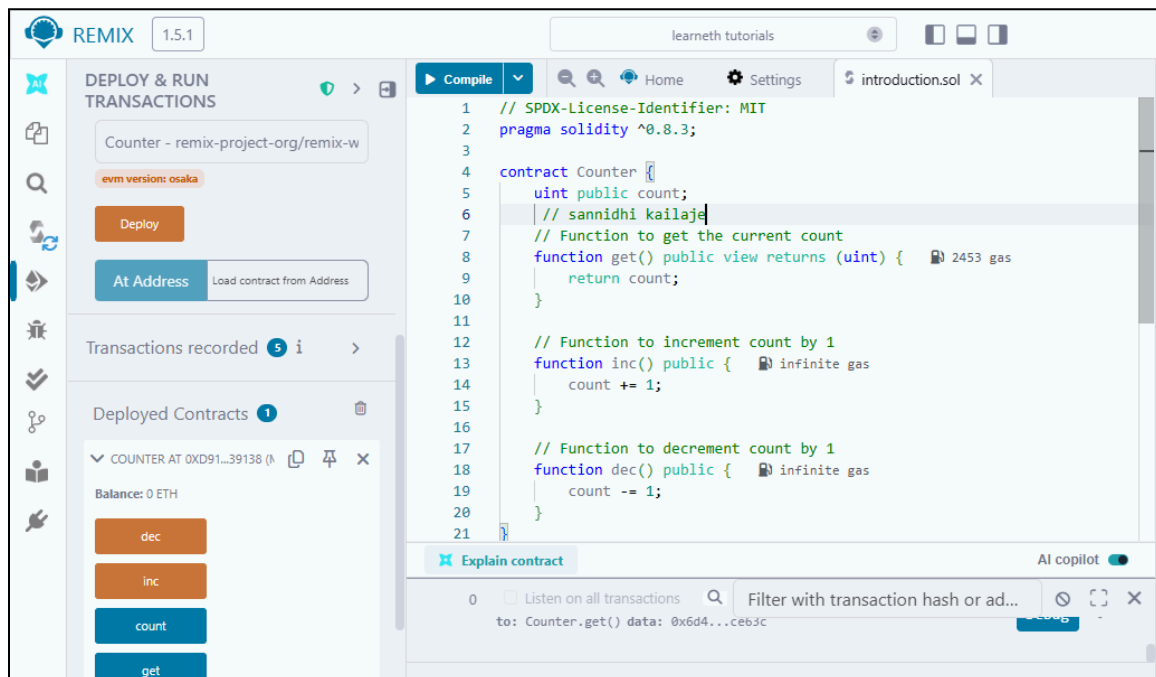 REMIX 1.5.1
learneth tutorials
DEPLOY & RUN
TRANSACTIONS
Counter - remix-project-org/remix-w
evm version: osaka
Deploy
At Address Load contract from Address
Transactions recorded 5 i
Deployed Contracts 1
COUNTER AT 0XD91...39138 (M
Balance: 0 ETH
dec
inc
count
get
Compile Home Settings introduction.sol
1 // SPDX-License-Identifier: MIT
2 pragma solidity ^0.8.3;
3
4 contract Counter {
5 uint public count;
6 // sannidhi kailaje
7 // Function to get the current count
8 function get() public view returns (uint) { 2453 gas
9 return count;
10 }
11
12 // Function to increment count by 1
13 function inc() public { infinite gas
14 count += 1;
15 }
16
17 // Function to decrement count by 1
18 function dec() public { infinite gas
19 count -= 1;
20 }
21 }
Explain contract AI copilot
0 Listen on all transactions Filter with transaction hash or ad...
to: Counter.get() data: 0x6d4...ce63c Debug